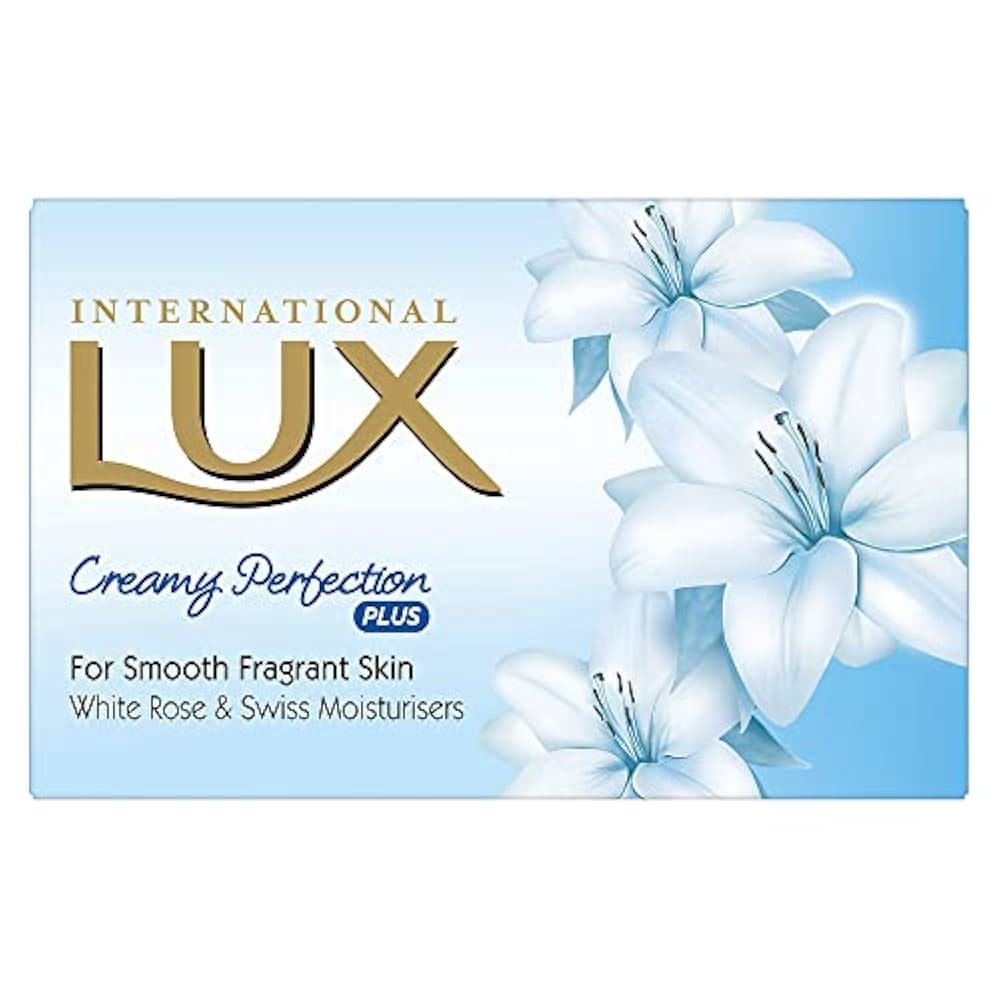 INTERNATIONAL
LUX
Creamy Perfection
PLUS
For Smooth Fragrant Skin
White Rose & Swiss Moisturisers